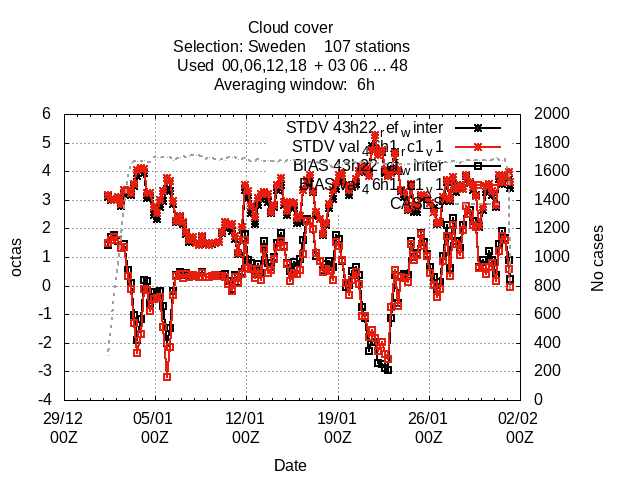 Cloud cover
Selection: Sweden 107 stations
Used 00,06,12,18 + 03 06 ... 48
Averaging window: 6h
STDV 43h22_ref_winter
STDV val_46h1_c1_v1
BIAS 43h22_ref_winter
CASES
octas
No cases
6
5
4
3
2
1
0
-1
-2
-3
-4
2000
1800
1600
1400
1200
1000
800
600
400
200
0
29/12 05/01 12/01 19/01 26/01 02/02
00Z 00Z 00Z 00Z 00Z 00Z
Date